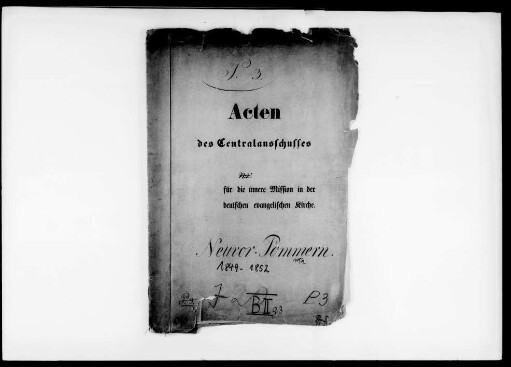 P. 3.
Acten
des Centralausschusses
für die innere Mission in der
deutschen evangelischen Kirche.
Neuvor-Pommern.
1849-1852
BII 33
P 3